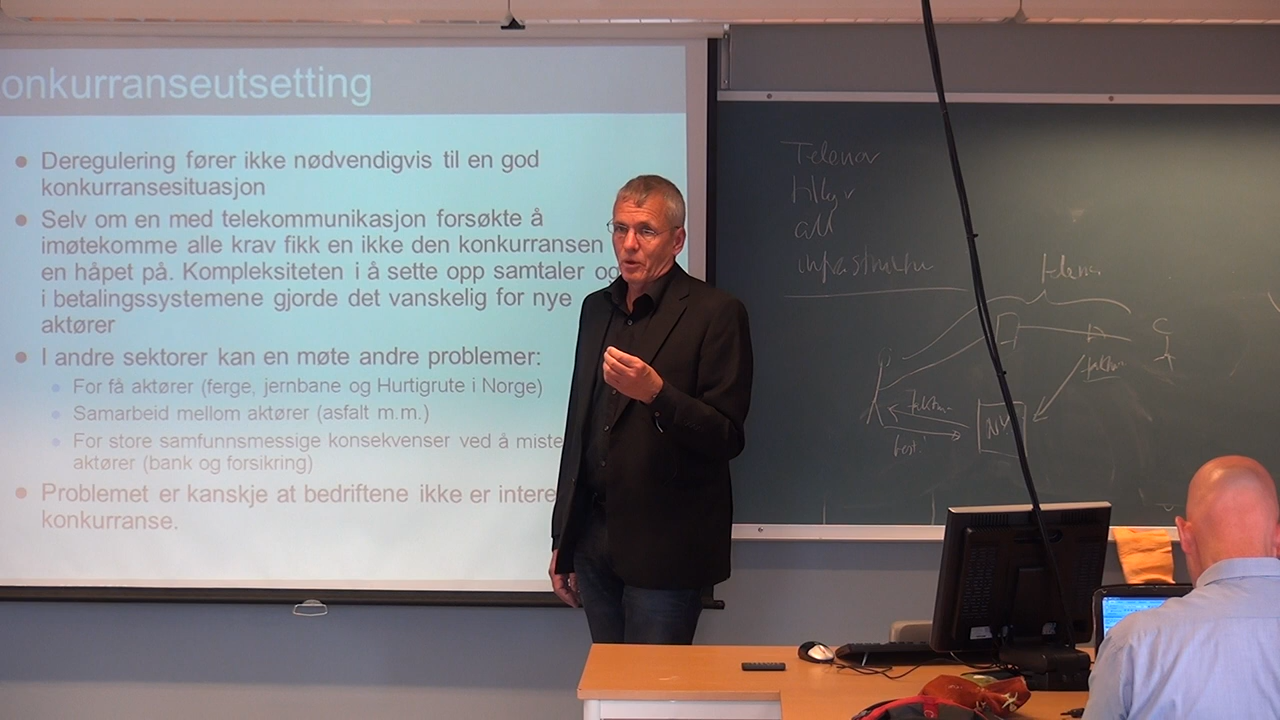 onkurranseutsetting
Deregulering fører ikke nødvendigvis til en god
konkurransesituasjon
Selv om en med telekommunikasjon forsøkte å
imøtekomme alle krav fikk en ikke den konkurransen
en håpet på. Kompleksiteten i å sette opp samtaler og
i betalingssystemene gjorde det vanskelig for nye
aktører
I andre sektorer kan en møte andre problemer:
For få aktører (ferge, jernbane og Hurtigrute i Norge)
Samarbeid mellom aktører (asfalt m.m.)
For store samfunnsmessige konsekvenser ved å miste
aktører (bank og forsikring)
Problemet er kanskje at bedriftene ikke er intere
konkurranse.
Telenor
all
infrastruktur
telenor
C
NY